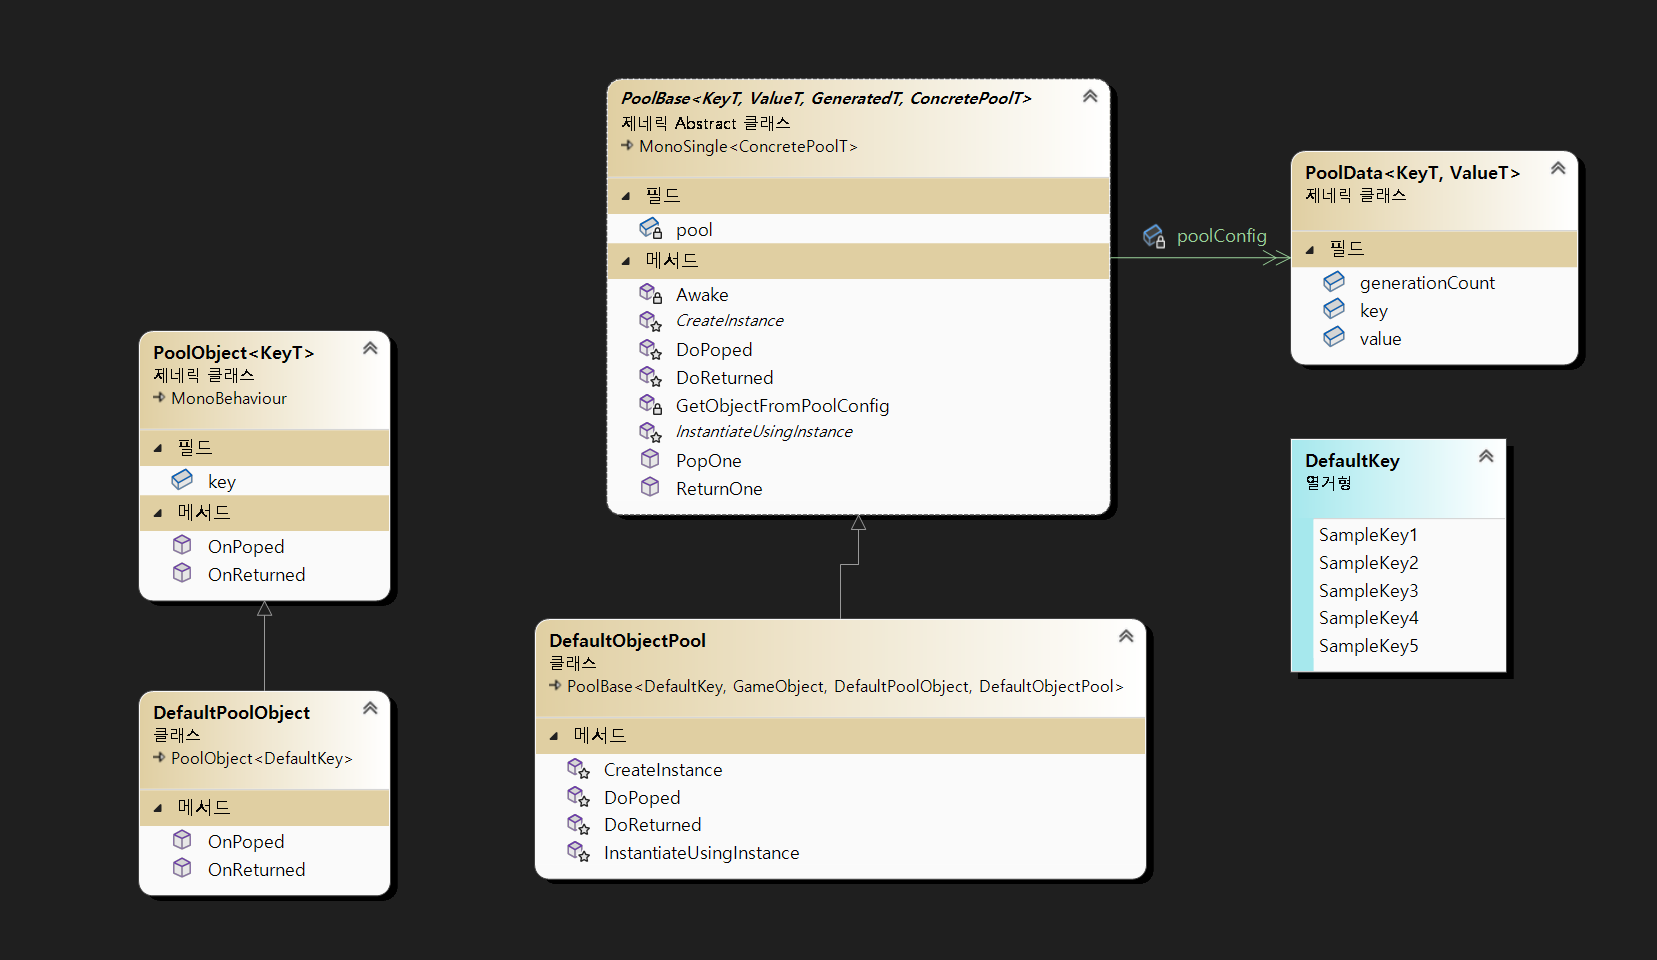 PoolBase<KeyT, ValueT, GeneratedT, ConcretePoolT>
제네릭 Abstract 클래스
MonoSingle<ConcretePoolT>
필드
pool
메서드
Awake
CreateInstance
DoPoped
DoReturned
GetObjectFromPoolConfig
InstantiateUsingInstance
PopOne
ReturnOne
poolConfig
PoolData<KeyT, ValueT>
제네릭 클래스
필드
generationCount
key
value
PoolObject<KeyT>
제네릭 클래스
MonoBehaviour
필드
key
메서드
OnPoped
OnReturned
DefaultKey
열거형
SampleKey1
SampleKey2
SampleKey3
SampleKey4
SampleKey5
DefaultObjectPool
클래스
PoolBase<DefaultKey, GameObject, DefaultPoolObject, DefaultObjectPool>
메서드
CreateInstance
DoPoped
DoReturned
InstantiateUsingInstance
DefaultPoolObject
클래스
PoolObject<DefaultKey>
메서드
OnPoped
OnReturned